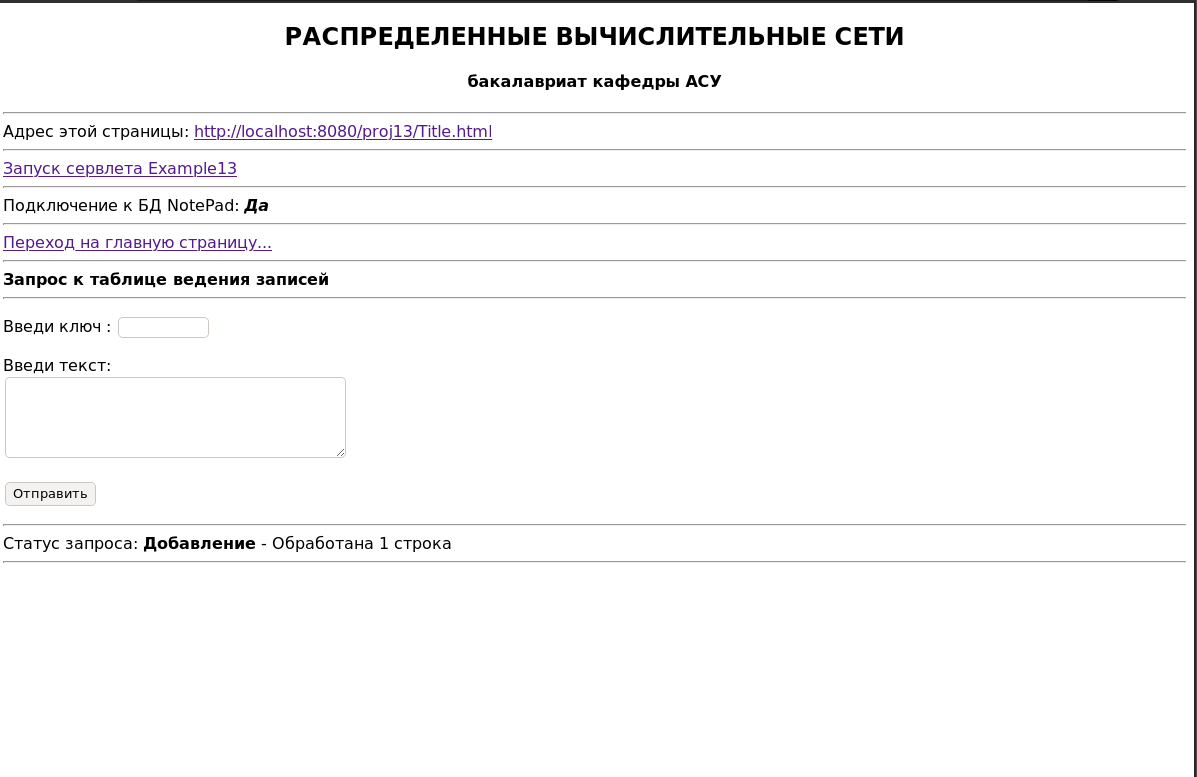 РАСПРЕДЕЛЕННЫЕ ВЫЧИСЛИТЕЛЬНЫЕ СЕТИ
бакалавриат кафедры АСУ
Адрес этой страницы: http://localhost:8080/proj13/Title.html
Запуск сервлета Example13
Подключение к БД NotePad: Да
Переход на главную страницу...
Запрос к таблице ведения записей
Введи ключ :
Введи текст:
Отправить
Статус запроса: Добавление - Обработана 1 строка